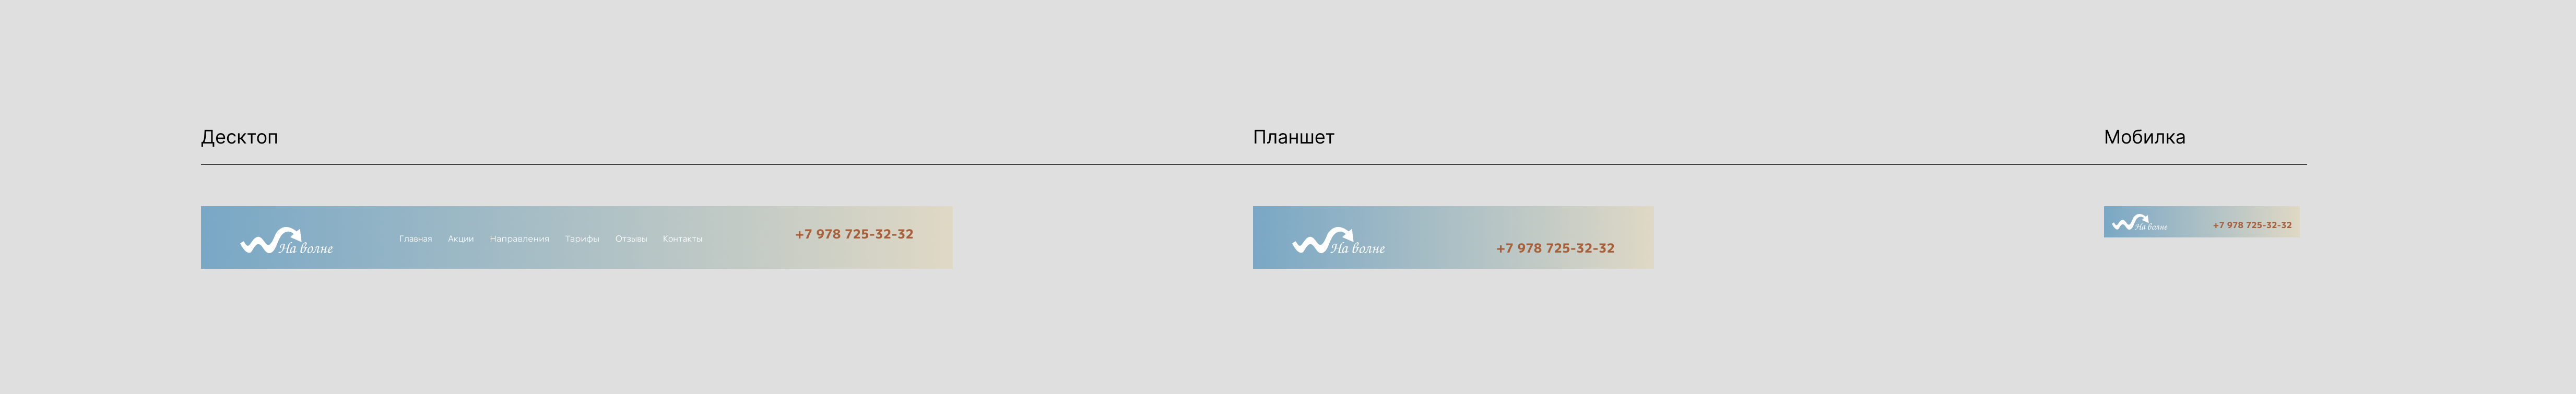 Десктоп
Планшет
Мобилка
На волне
Главная Акции Направления Тарифы Отзывы Контакты
+7 978 725-32-32
На волне
+7 978 725-32-32
На волне
+7 978 725-32-32